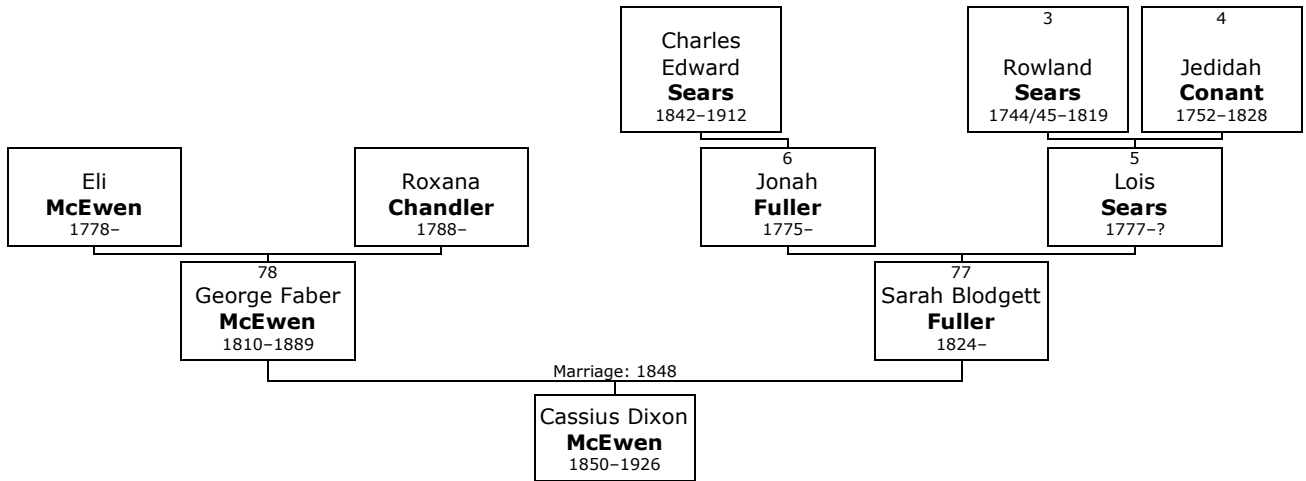 Charles
Edward
Sears
1842–1912
3
Rowland
Sears
1744/45–1819
4
Jedidah
Conant
1752–1828
Eli
McEwen
1778–
Roxana
Chandler
1788–
6
Jonah
Fuller
1775–
5
Lois
Sears
1777–?
78
George Faber
McEwen
1810–1889
77
Sarah Blodgett
Fuller
1824–
Marriage: 1848
Cassius Dixon
McEwen
1850–1926